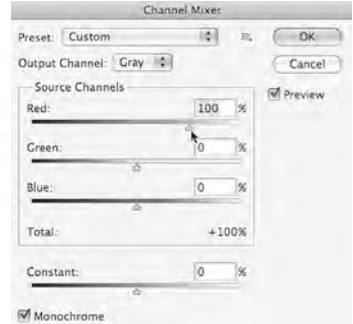 Channel Mixer
Preset: Custom
OK
Output Channel: Gray
Cancel
Source Channels
Preview
Red: 100 %
Green: 0 %
Blue: 0 %
Total: +100%
Constant: 0 %
Monochrome